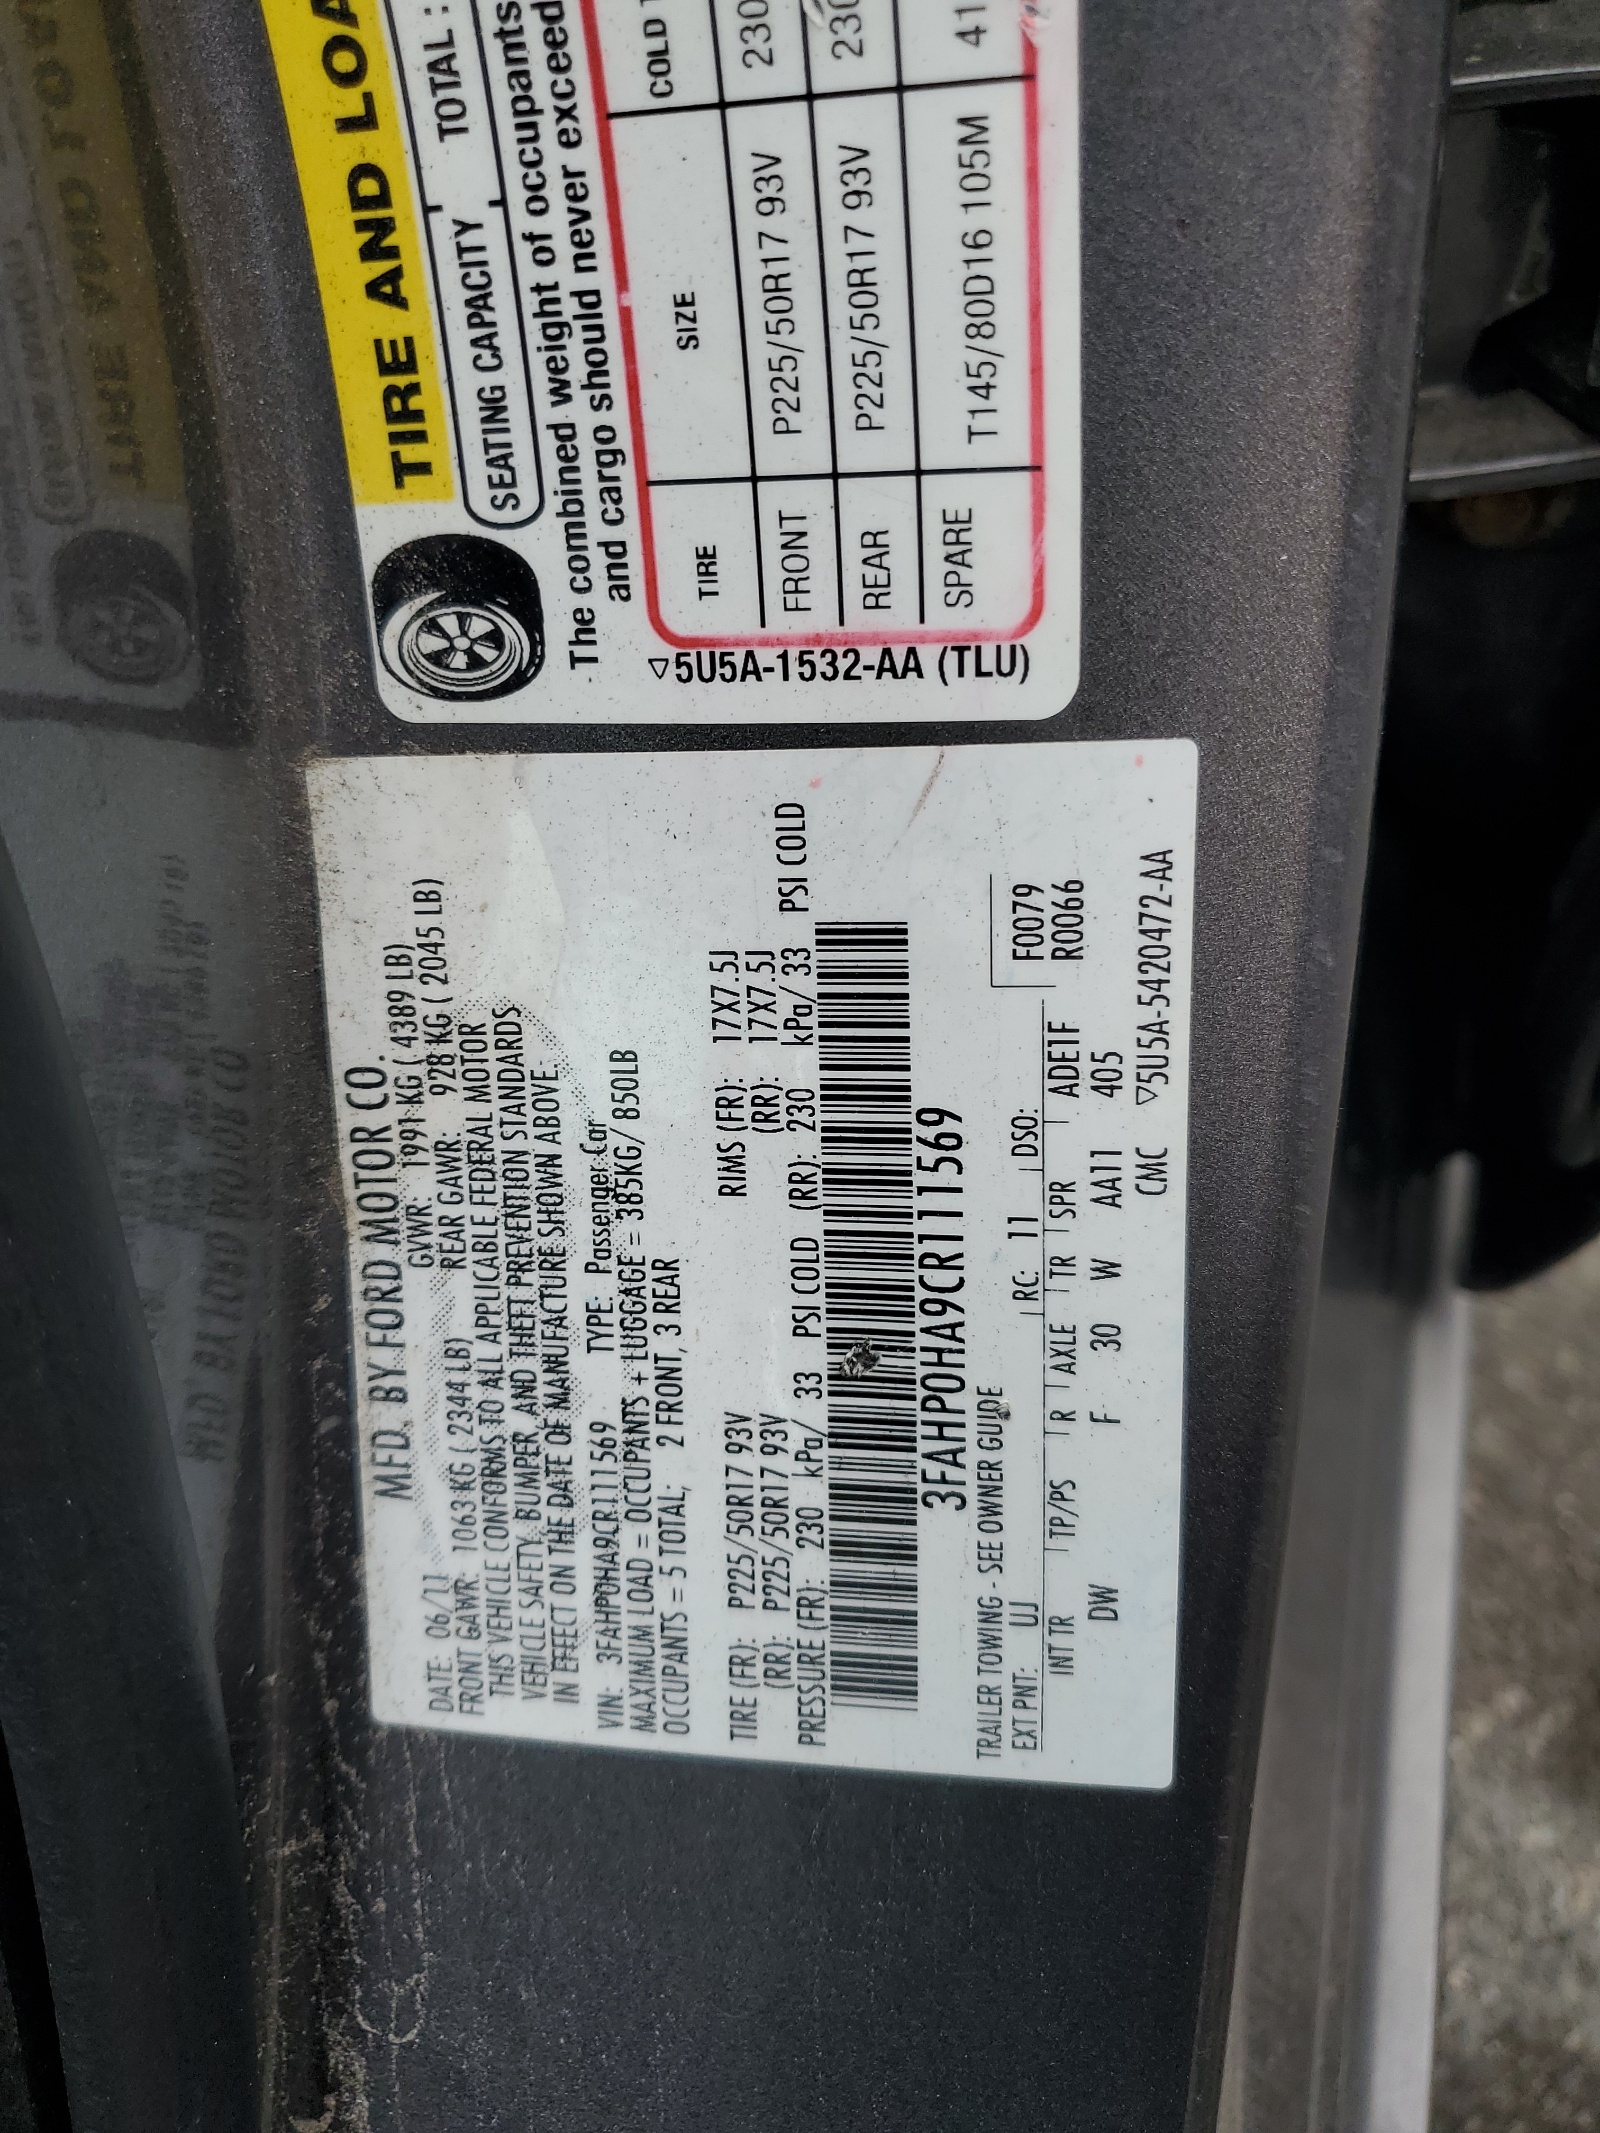 MFD. BY FORD MOTOR CO.
DATE: 06/11 GVWR: 1991 KG ( 4389 LB)
FRONT GAWR: 1063 KG ( 2344 LB) REAR GAWR: 928 KG ( 2045 LB)
THIS VEHICLE CONFORMS TO ALL APPLICABLE FEDERAL MOTOR
VEHICLE SAFETY, BUMPER, AND THEFT PREVENTION STANDARDS
IN EFFECT ON THE DATE OF MANUFACTURE SHOWN ABOVE.
VIN: 3FAHP0HA9CR111569 TYPE: Passenger Car
MAXIMUM LOAD = OCCUPANTS + LUGGAGE = 385KG/ 850LB
OCCUPANTS = 5 TOTAL; 2 FRONT, 3 REAR
TIRE (FR): P225/50R17 93V RIMS (FR): 17X7.5J
(RR): P225/50R17 93V (RR): 17X7.5J
PRESSURE (FR): 230 kPa/ 33 PSI COLD (RR): 230 kPa/ 33 PSI COLD
3FAHP0HA9CR111569
TRAILER TOWING - SEE OWNER GUIDE
EXT PNT: UJ RC: 11 DSO: F0079
R0066
INT TR TP/PS R AXLE TR SPR ADE1F
DW F 30 W AA11 405
CMC ▽5U5A-5420472-AA
TIRE AND LOA
SEATING CAPACITY TOTAL :
The combined weight of occupants
and cargo should never exceed
TIRE SIZE COLD
FRONT P225/50R17 93V 230
REAR P225/50R17 93V 230
SPARE T145/80D16 105M 41
▽5U5A-1532-AA (TLU)